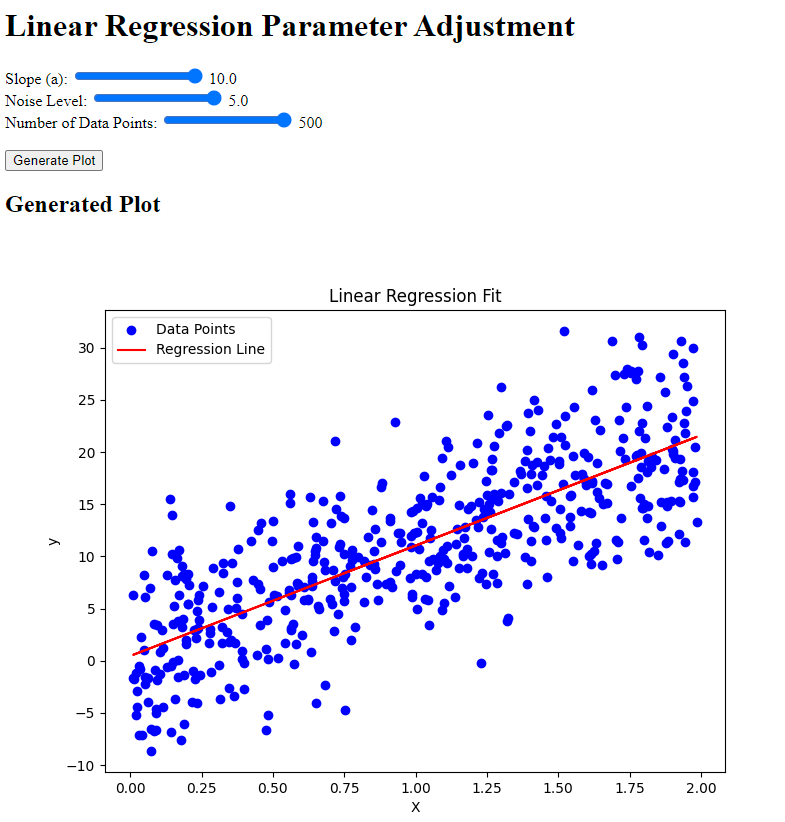 Linear Regression Parameter Adjustment
Slope (a): 10.0
Noise Level: 5.0
Number of Data Points: 500
Generate Plot
Generated Plot
Linear Regression Fit
Data Points
Regression Line
30
25
20
15
10
5
0
−5
−10
y
0.00 0.25 0.50 0.75 1.00 1.25 1.50 1.75 2.00
X